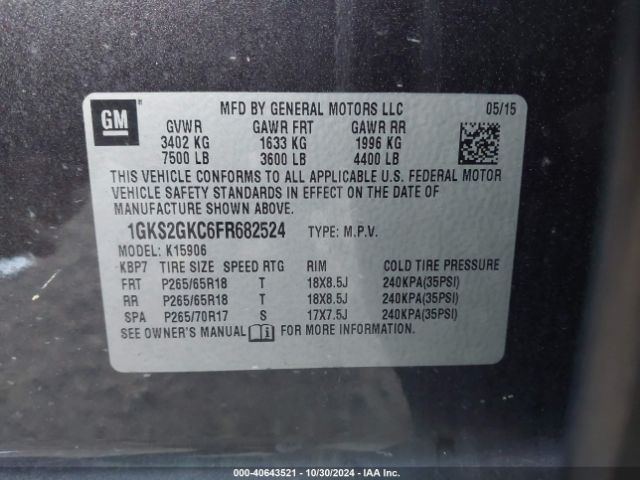 GM
MFD BY GENERAL MOTORS LLC 05/15
GVWR GAWR FRT GAWR RR
3402 KG 1633 KG 1996 KG
7500 LB 3600 LB 4400 LB
THIS VEHICLE CONFORMS TO ALL APPLICABLE U.S. FEDERAL MOTOR
VEHICLE SAFETY STANDARDS IN EFFECT ON THE DATE OF
MANUFACTURE SHOWN ABOVE.
1GKS2GKC6FR682524 TYPE: M.P.V.
MODEL: K15906
KBP7 TIRE SIZE SPEED RTG RIM COLD TIRE PRESSURE
FRT P265/65R18 T 18X8.5J 240KPA(35PSI)
RR P265/65R18 T 18X8.5J 240KPA(35PSI)
SPA P265/70R17 S 17X7.5J 240KPA(35PSI)
SEE OWNER'S MANUAL FOR MORE INFORMATION.
000-40643521 | 10/30/2024 | IAA Inc.